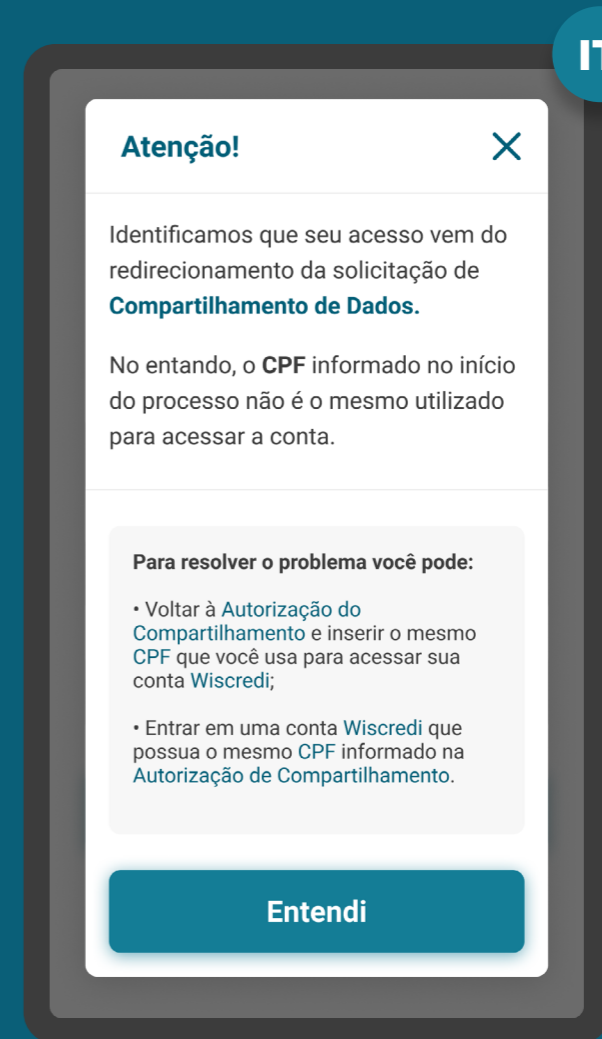 IT
Atenção!
Identificamos que seu acesso vem do
redirecionamento da solicitação de
Compartilhamento de Dados.
No entando, o CPF informado no início
do processo não é o mesmo utilizado
para acessar a conta.
Para resolver o problema você pode:
• Voltar à Autorização do
Compartilhamento e inserir o mesmo
CPF que você usa para acessar sua
conta Wiscredi;
• Entrar em uma conta Wiscredi que
possua o mesmo CPF informado na
Autorização de Compartilhamento.
Entendi